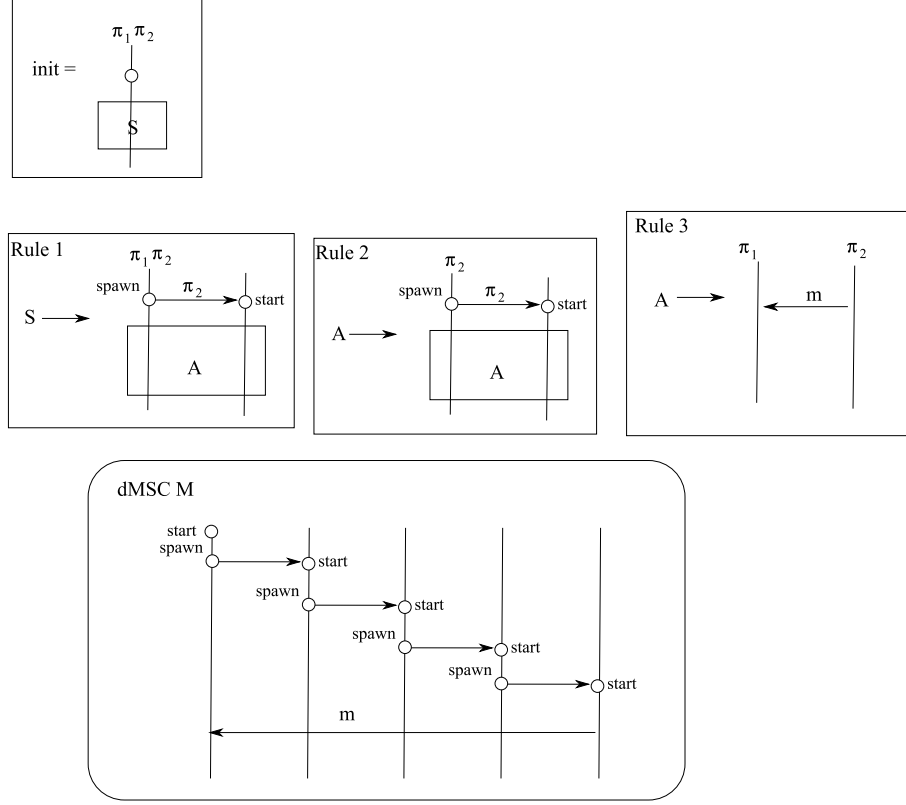 π1 π2
init =
S
Rule 1
π1 π2
spawn
π2
start
S
A
Rule 2
π2
spawn
π2
start
A
A
Rule 3
π1
π2
A
m
dMSC M
start
spawn
start
spawn
start
spawn
start
spawn
start
m